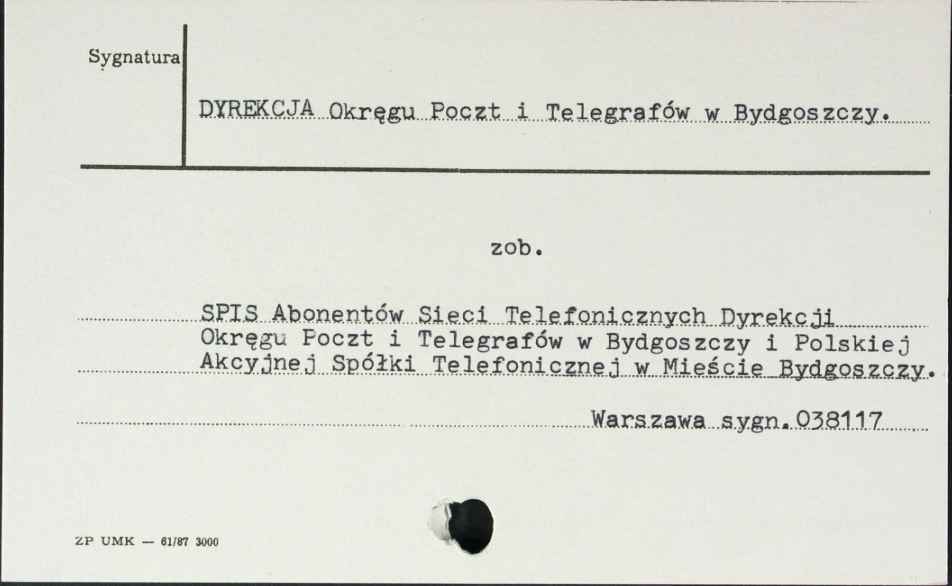 Sygnatura
DYREKCJA Okręgu Poczt i Telegrafów w Bydgoszczy.
zob.
SPIS Abonentów Sieci Telefonicznych Dyrekcji
Okręgu Poczt i Telegrafów w Bydgoszczy i Polskiej
Akcyjnej Spółki Telefonicznej w Mieście Bydgoszczy.
Warszawa sygn.038117
ZP UMK — 61/87 3000